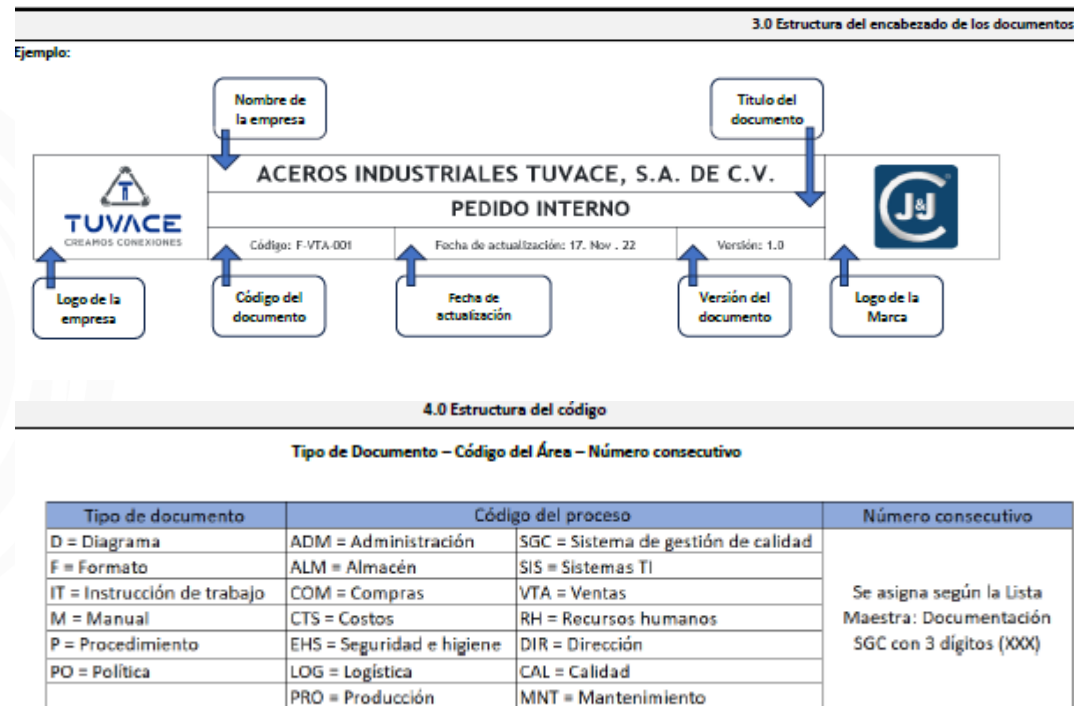 3.0 Estructura del encabezado de los documentos
Ejemplo:
Nombre de
la empresa
Titulo del
documento
ACEROS INDUSTRIALES TUVACE, S.A. DE C.V.
PEDIDO INTERNO
Código: F-VTA-001 Fecha de actualización: 17. Nov . 22 Versión: 1.0
T
TUVACE
CREAMOS CONEXIONES
J&J
Logo de la
empresa
Código del
documento
Fecha de
actualización
Versión del
documento
Logo de la
Marca
4.0 Estructura del código
Tipo de Documento – Código del Área – Número consecutivo
Tipo de documento Código del proceso Número consecutivo
D = Diagrama ADM = Administración SGC = Sistema de gestión de calidad
F = Formato ALM = Almacén SIS = Sistemas TI
IT = Instrucción de trabajo COM = Compras VTA = Ventas
M = Manual CTS = Costos RH = Recursos humanos
P = Procedimiento EHS = Seguridad e higiene DIR = Dirección
PO = Política LOG = Logística CAL = Calidad
PRO = Producción MNT = Mantenimiento
Se asigna según la Lista
Maestra: Documentación
SGC con 3 dígitos (XXX)